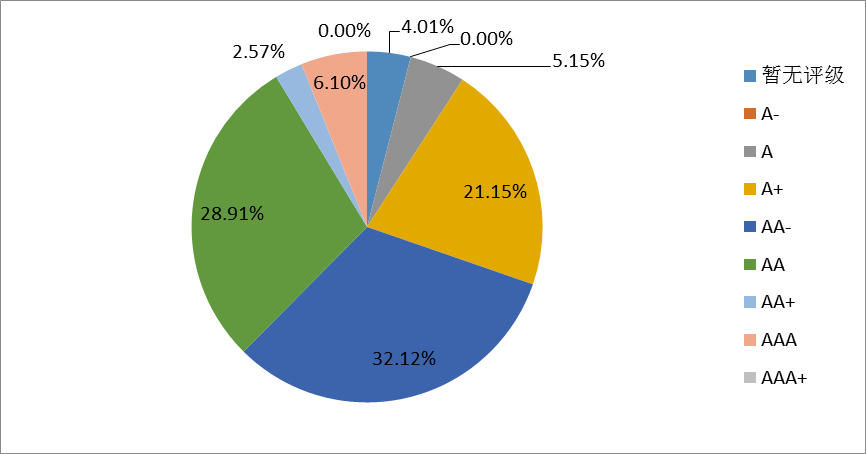 0.00%
4.01%
0.00%
2.57%
5.15%
6.10%
21.15%
28.91%
32.12%
暂无评级
A-
A
A+
AA-
AA
AA+
AAA
AAA+